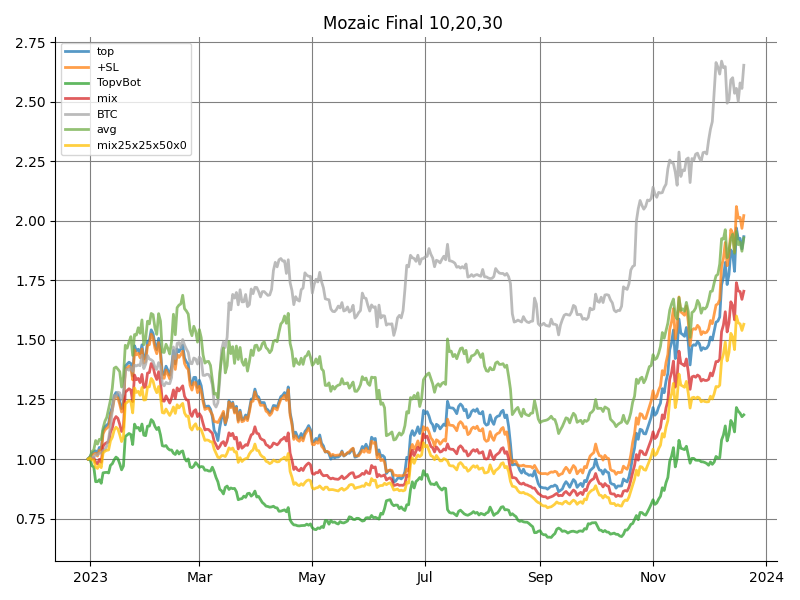 Mozaic Final 10,20,30
top
+SL
TopvBot
mix
BTC
avg
mix25x25x50x0
2.75
2.50
2.25
2.00
1.75
1.50
1.25
1.00
0.75
2023
Mar
May
Jul
Sep
Nov
2024